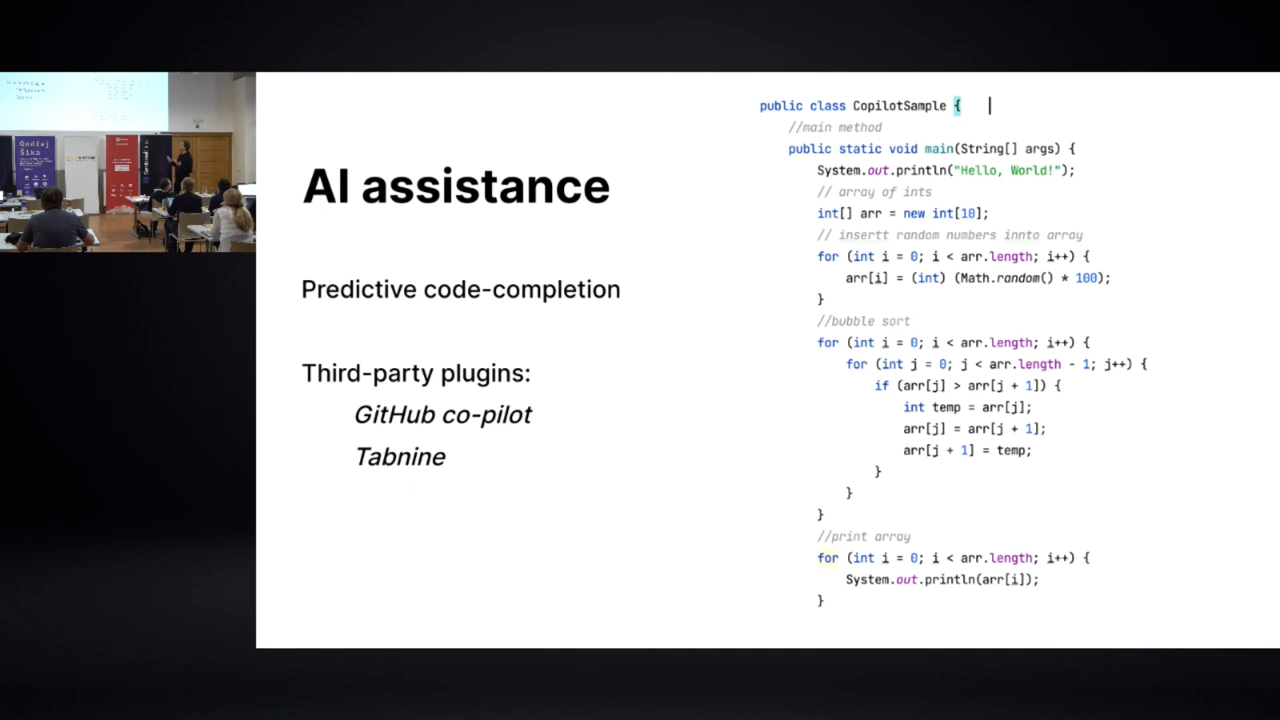 Ondřej
Šika
AI assistance
Predictive code-completion
Third-party plugins:
GitHub co-pilot
Tabnine
public class CopilotSample {
//main method
public static void main(String[] args) {
System.out.println("Hello, World!");
// array of ints
int[] arr = new int[10];
// insertt random numbers innto array
for (int i = 0; i < arr.length; i++) {
arr[i] = (int) (Math.random() * 100);
}
//bubble sort
for (int i = 0; i < arr.length; i++) {
for (int j = 0; j < arr.length - 1; j++) {
if (arr[j] > arr[j + 1]) {
int temp = arr[j];
arr[j] = arr[j + 1];
arr[j + 1] = temp;
}
}
}
//print array
for (int i = 0; i < arr.length; i++) {
System.out.println(arr[i]);
}